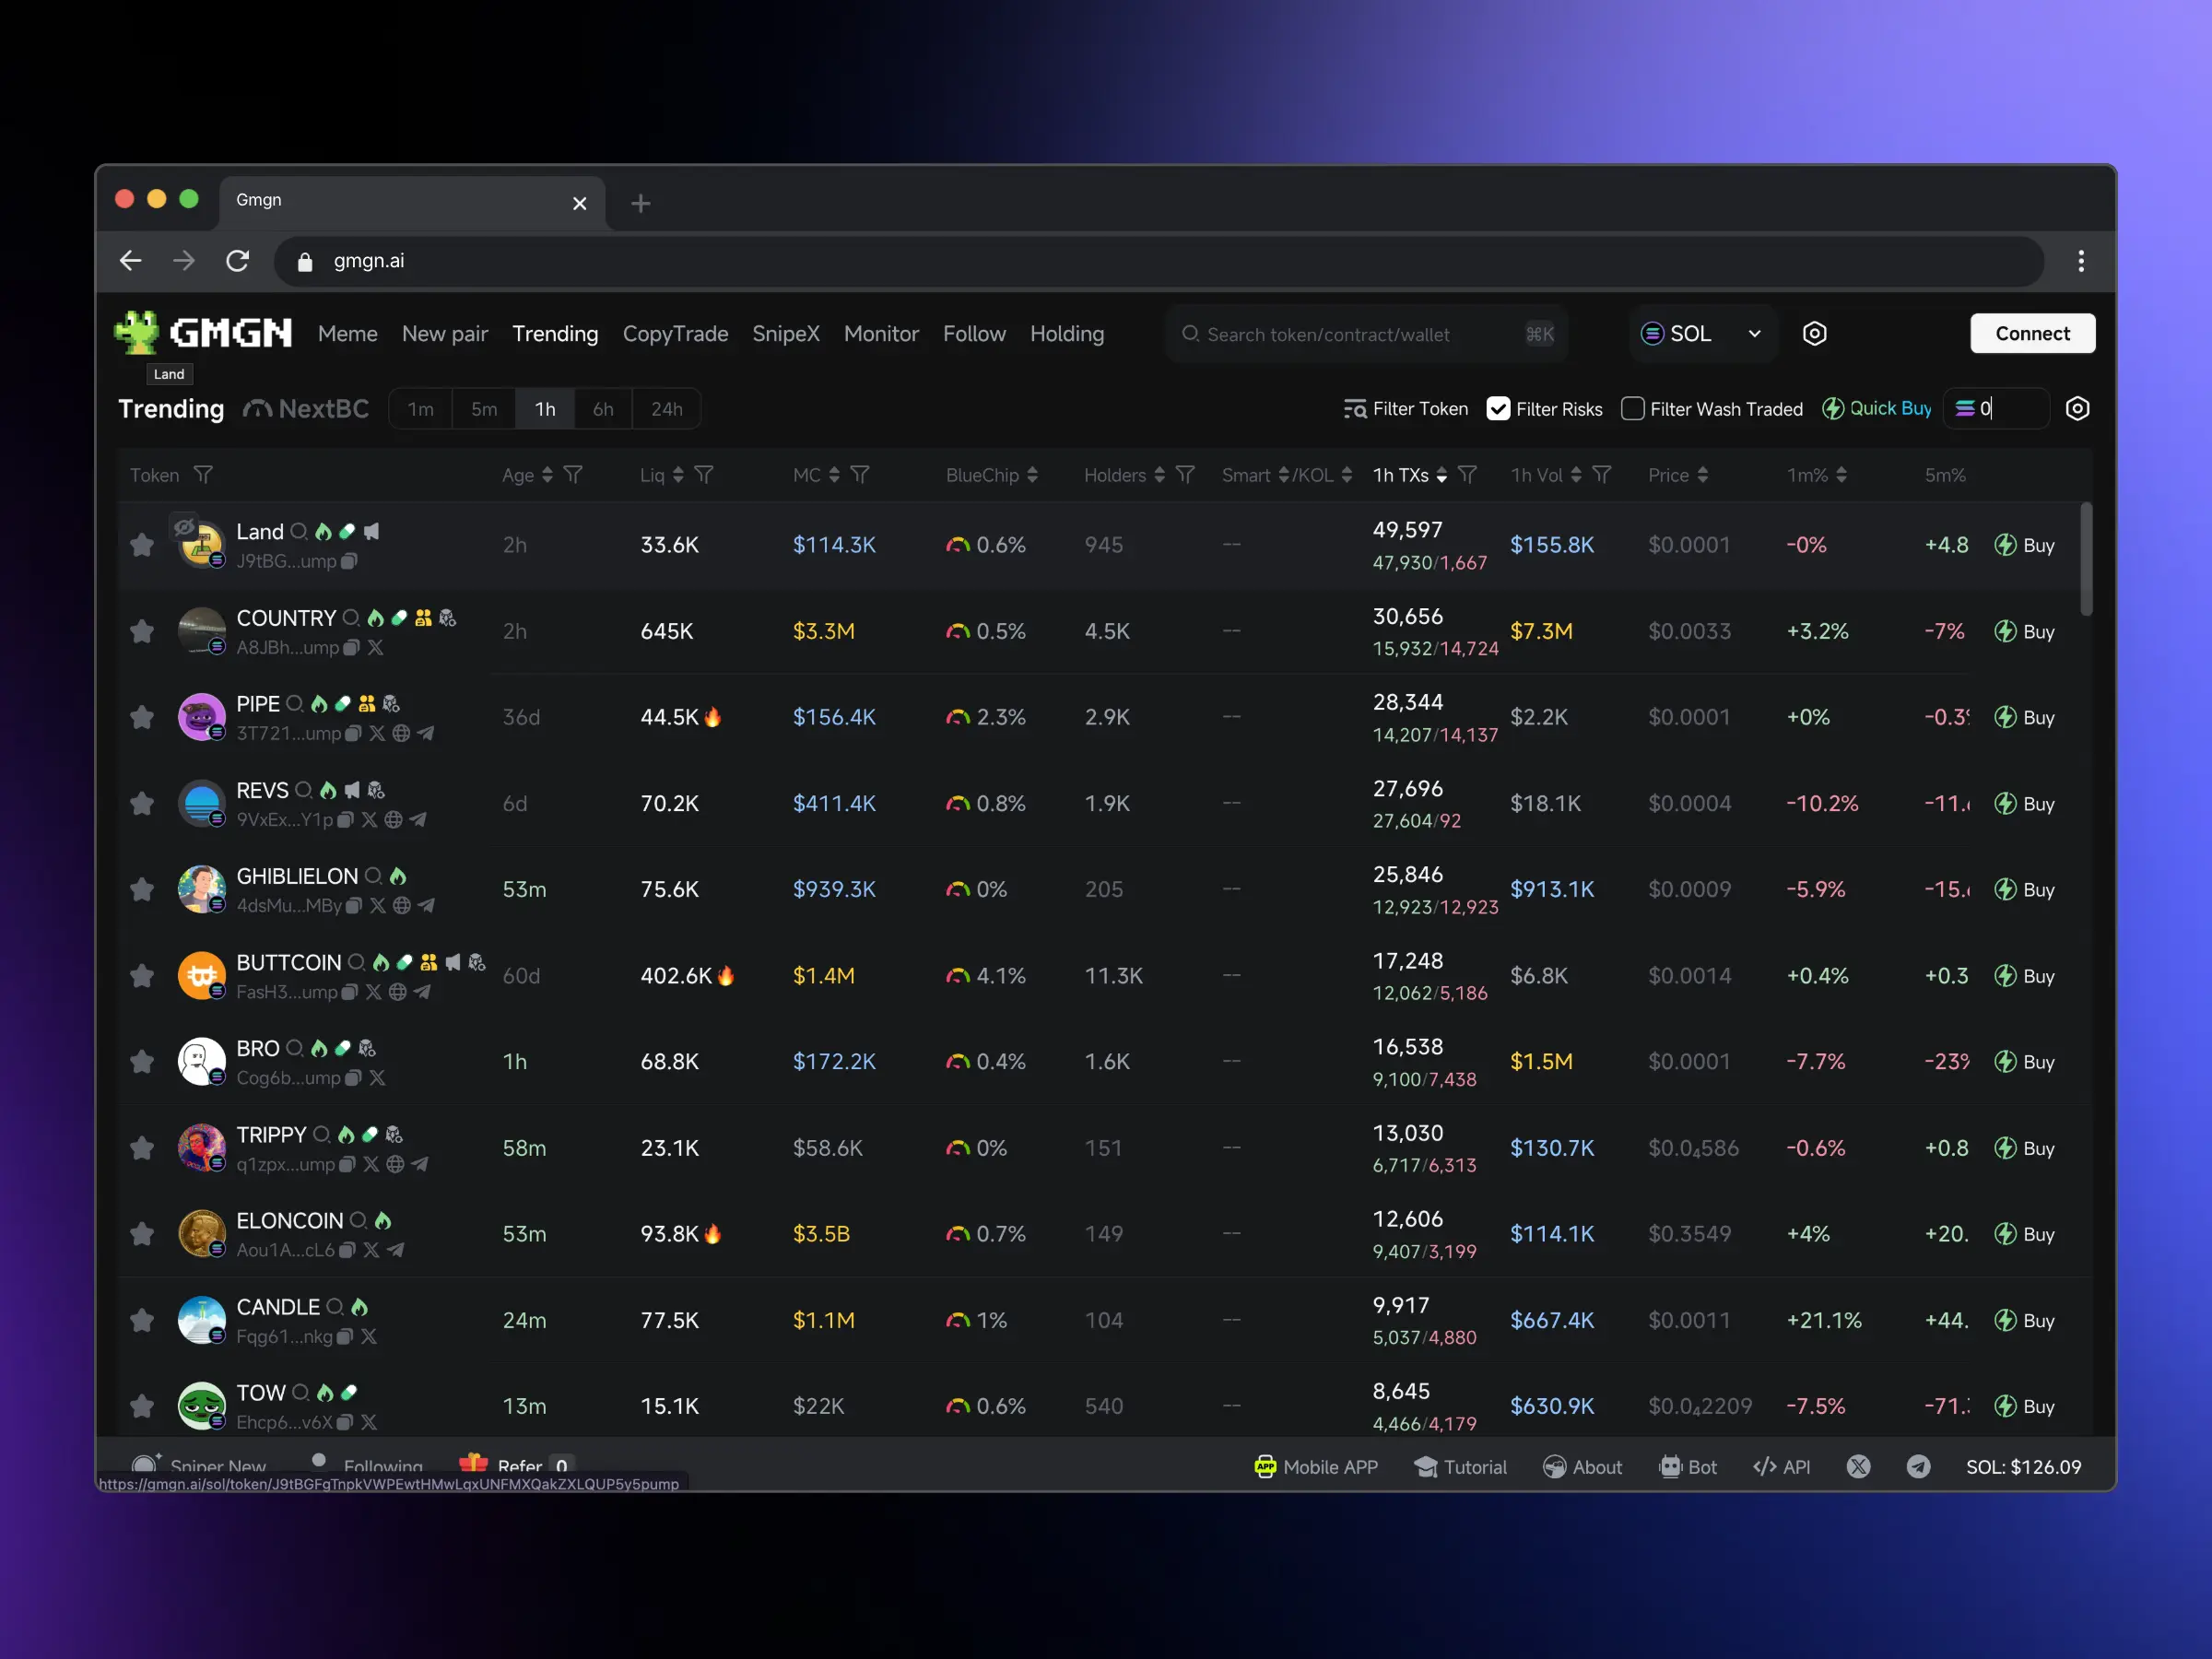 Gmgn
gmgn.ai
GMGN Meme New pair Trending CopyTrade SnipeX Monitor Follow Holding Search token/contract/wallet ⌘K SOL Connect
Land
Trending NextBC 1m 5m 1h 6h 24h Filter Token Filter Risks Filter Wash Traded Quick Buy 0
Token Age Liq MC BlueChip Holders Smart /KOL 1h TXs 1h Vol Price 1m% 5m%
Land 2h 33.6K $114.3K 0.6% 945 -- 49,597 $155.8K $0.0001 -0% +4.8 Buy
J9tBG...ump 47,930/1,667
COUNTRY 2h 645K $3.3M 0.5% 4.5K -- 30,656 $7.3M $0.0033 +3.2% -7% Buy
A8JBh...ump 15,932/14,724
PIPE 36d 44.5K $156.4K 2.3% 2.9K -- 28,344 $2.2K $0.0001 +0% -0.3 Buy
3T721...ump 14,207/14,137
REVS 6d 70.2K $411.4K 0.8% 1.9K -- 27,696 $18.1K $0.0004 -10.2% -11. Buy
9VxEx...Y1p 27,604/92
GHIBLIELON 53m 75.6K $939.3K 0% 205 -- 25,846 $913.1K $0.0009 -5.9% -15. Buy
4dsMu...MBy 12,923/12,923
BUTTCOIN 60d 402.6K $1.4M 4.1% 11.3K -- 17,248 $6.8K $0.0014 +0.4% +0.3 Buy
FasH3...ump 12,062/5,186
BRO 1h 68.8K $172.2K 0.4% 1.6K -- 16,538 $1.5M $0.0001 -7.7% -23% Buy
Cog6b...ump 9,100/7,438
TRIPPY 58m 23.1K $58.6K 0% 151 -- 13,030 $130.7K $0.0₄586 -0.6% +0.8 Buy
q1zpx...ump 6,717/6,313
ELONCOIN 53m 93.8K $3.5B 0.7% 149 -- 12,606 $114.1K $0.3549 +4% +20. Buy
Aou1A...cL6 9,407/3,199
CANDLE 24m 77.5K $1.1M 1% 104 -- 9,917 $667.4K $0.0011 +21.1% +44. Buy
Fqg61...nkg 5,037/4,880
TOW 13m 15.1K $22K 0.6% 540 -- 8,645 $630.9K $0.0₄2209 -7.5% -71. Buy
Ehcp6...v6X 4,466/4,179
Sniper New Following Refer 0 APP Mobile APP Tutorial About Bot API SOL: $126.09
https://gmgn.ai/sol/token/J9tBGFgTnpkVWPEwtHMwLqxUNFMXQakZXLQUP5y5pump